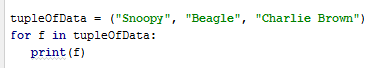 tupleOfData = ("Snoopy", "Beagle", "Charlie Brown")
for f in tupleOfData:
    print(f)